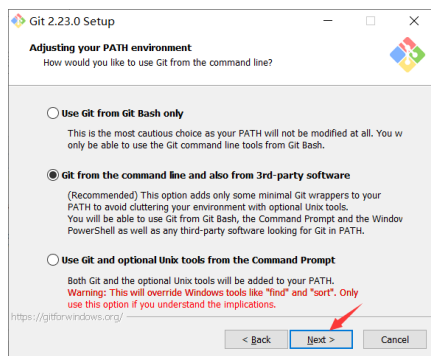 Git 2.23.0 Setup
Adjusting your PATH environment
How would you like to use Git from the command line?
Use Git from Git Bash only
This is the most cautious choice as your PATH will not be modified at all. You w
only be able to use the Git command line tools from Git Bash.
Git from the command line and also from 3rd-party software
(Recommended) This option adds only some minimal Git wrappers to your
PATH to avoid cluttering your environment with optional Unix tools.
You will be able to use Git from Git Bash, the Command Prompt and the Window
PowerShell as well as any third-party software looking for Git in PATH.
Use Git and optional Unix tools from the Command Prompt
Both Git and the optional Unix tools will be added to your PATH.
Warning: This will override Windows tools like "find" and "sort". Only
use this option if you understand the implications.
https://gitforwindows.org/
< Back Next > Cancel